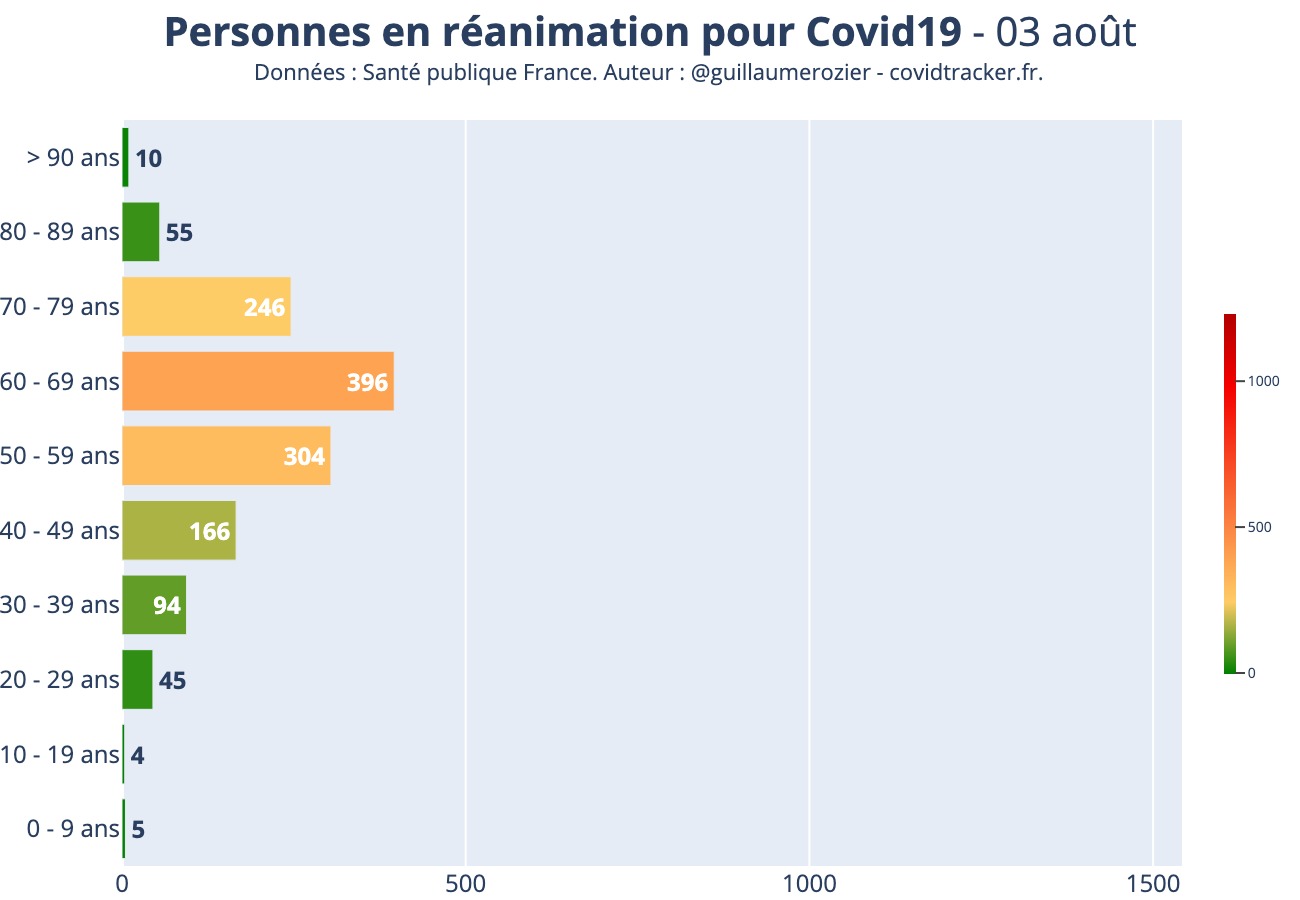 Personnes en réanimation pour Covid19 - 03 août
Données : Santé publique France. Auteur : @guillaumerozier - covidtracker.fr.
> 90 ans 10
80 - 89 ans 55
70 - 79 ans 246
60 - 69 ans 396
50 - 59 ans 304
40 - 49 ans 166
30 - 39 ans 94
20 - 29 ans 45
10 - 19 ans 4
0 - 9 ans 5
0 500 1000 1500
1000
500
0